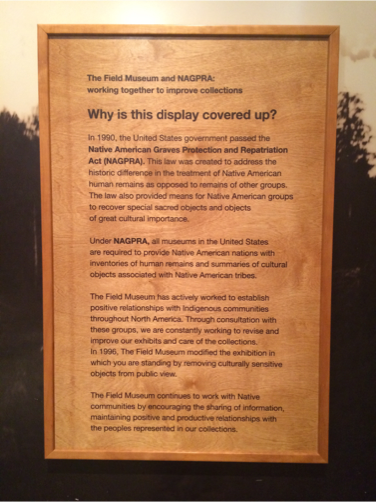 The Field Museum and NAGPRA:
working together to improve collections
Why is this display covered up?
In 1990, the United States government passed the
Native American Graves Protection and Repatriation
Act (NAGPRA). This law was created to address the
historic difference in the treatment of Native American
human remains as opposed to remains of other groups.
The law also provided means for Native American groups
to recover special sacred objects and objects
of great cultural importance.
Under NAGPRA, all museums in the United States
are required to provide Native American nations with
inventories of human remains and summaries of cultural
objects associated with Native American tribes.
The Field Museum has actively worked to establish
positive relationships with Indigenous communities
throughout North America. Through consultation with
these groups, we are constantly working to revise and
improve our exhibits and care of the collections.
In 1996, The Field Museum modified the exhibition in
which you are standing by removing culturally sensitive
objects from public view.
The Field Museum continues to work with Native
communities by encouraging the sharing of information,
maintaining positive and productive relationships with
the peoples represented in our collections.